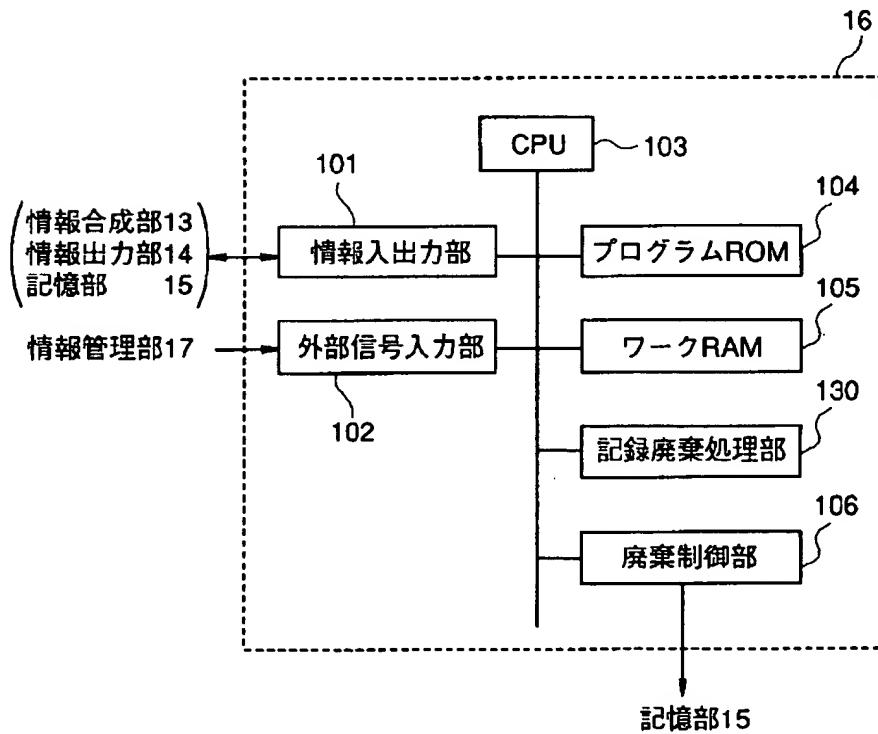 16
CPU
103
101
104
情報合成部13
情報出力部14
記憶部 15
情報入出力部
プログラムROM
105
情報管理部17
外部信号入力部
ワークRAM
102
130
記録廃棄処理部
106
廃棄制御部
記憶部15